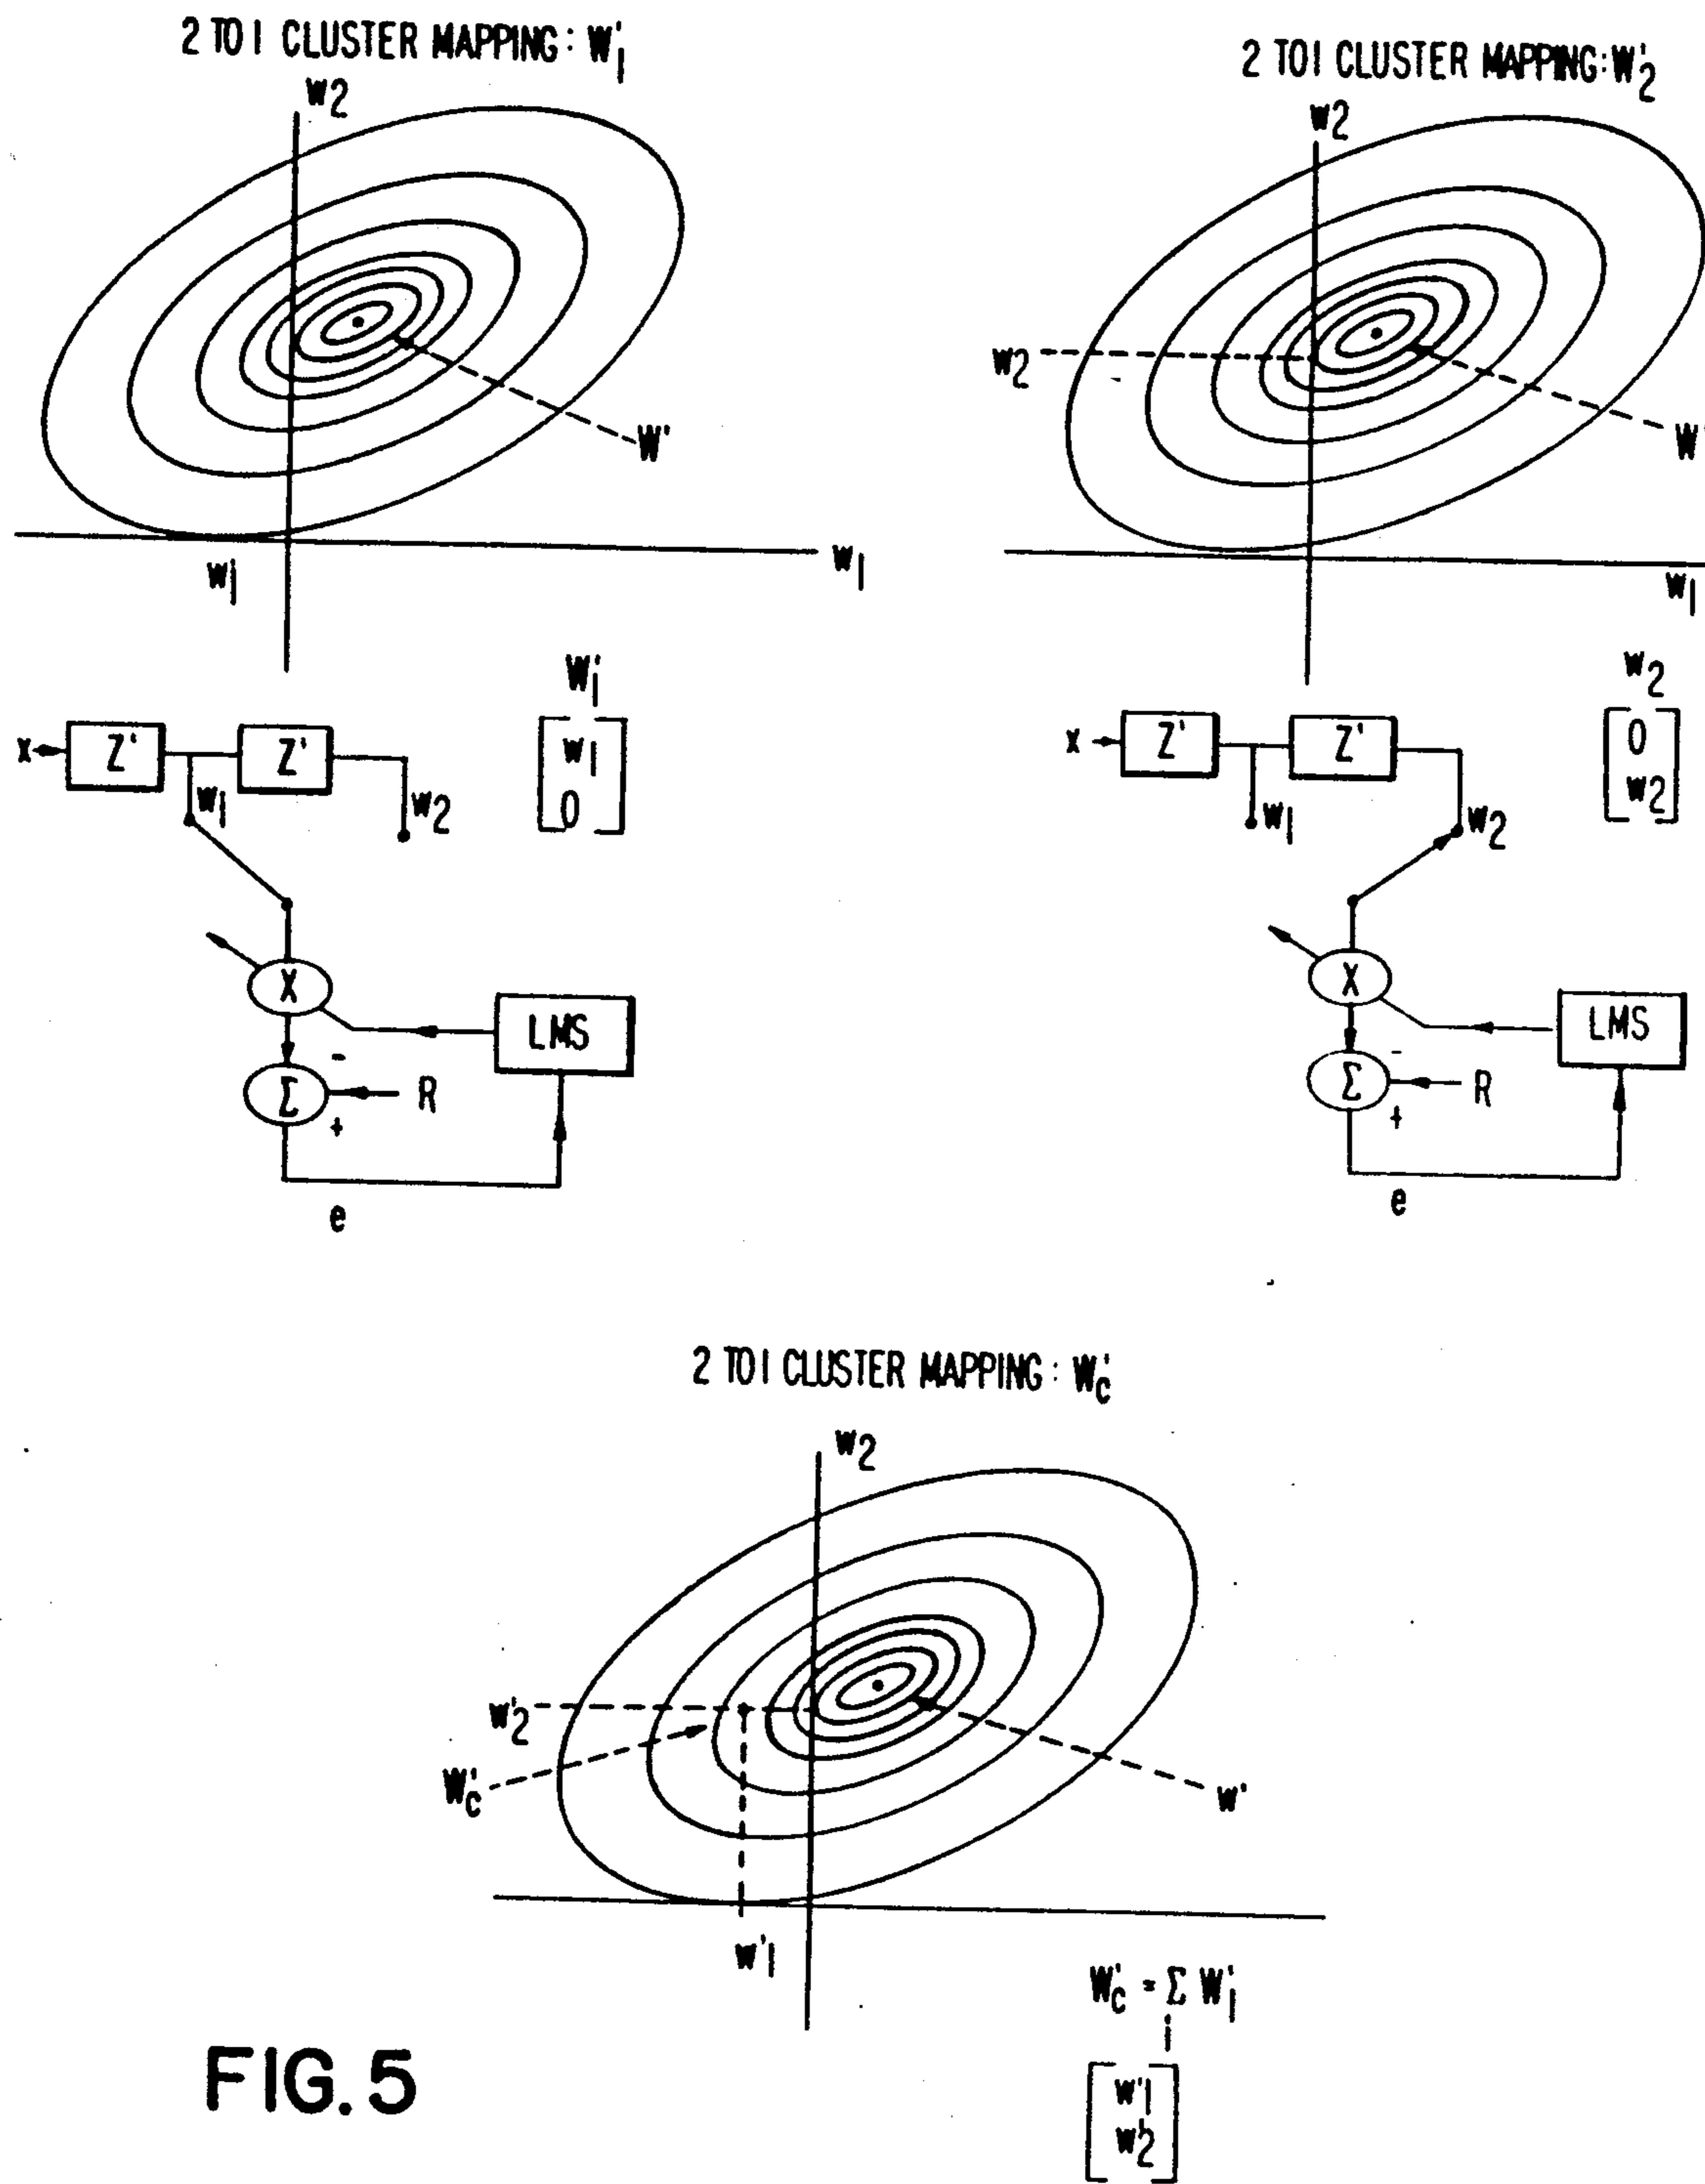 2 TO 1 CLUSTER MAPPING: W'1
w2
W'
w'1
w1
W'1
x
Z'
Z'
w1
w2
w1
0
X
LMS
-
Σ
R
+
e
2 TO 1 CLUSTER MAPPING: W'2
w2
w2
W'
w1
w2
x
Z'
Z'
w1
w2
0
w2
X
LMS
-
Σ
R
+
e
2 TO 1 CLUSTER MAPPING: W'c
w2
w'2
W'c
w'
w'1
W'c = Σ W'i
i
w'1
w'2
FIG. 5